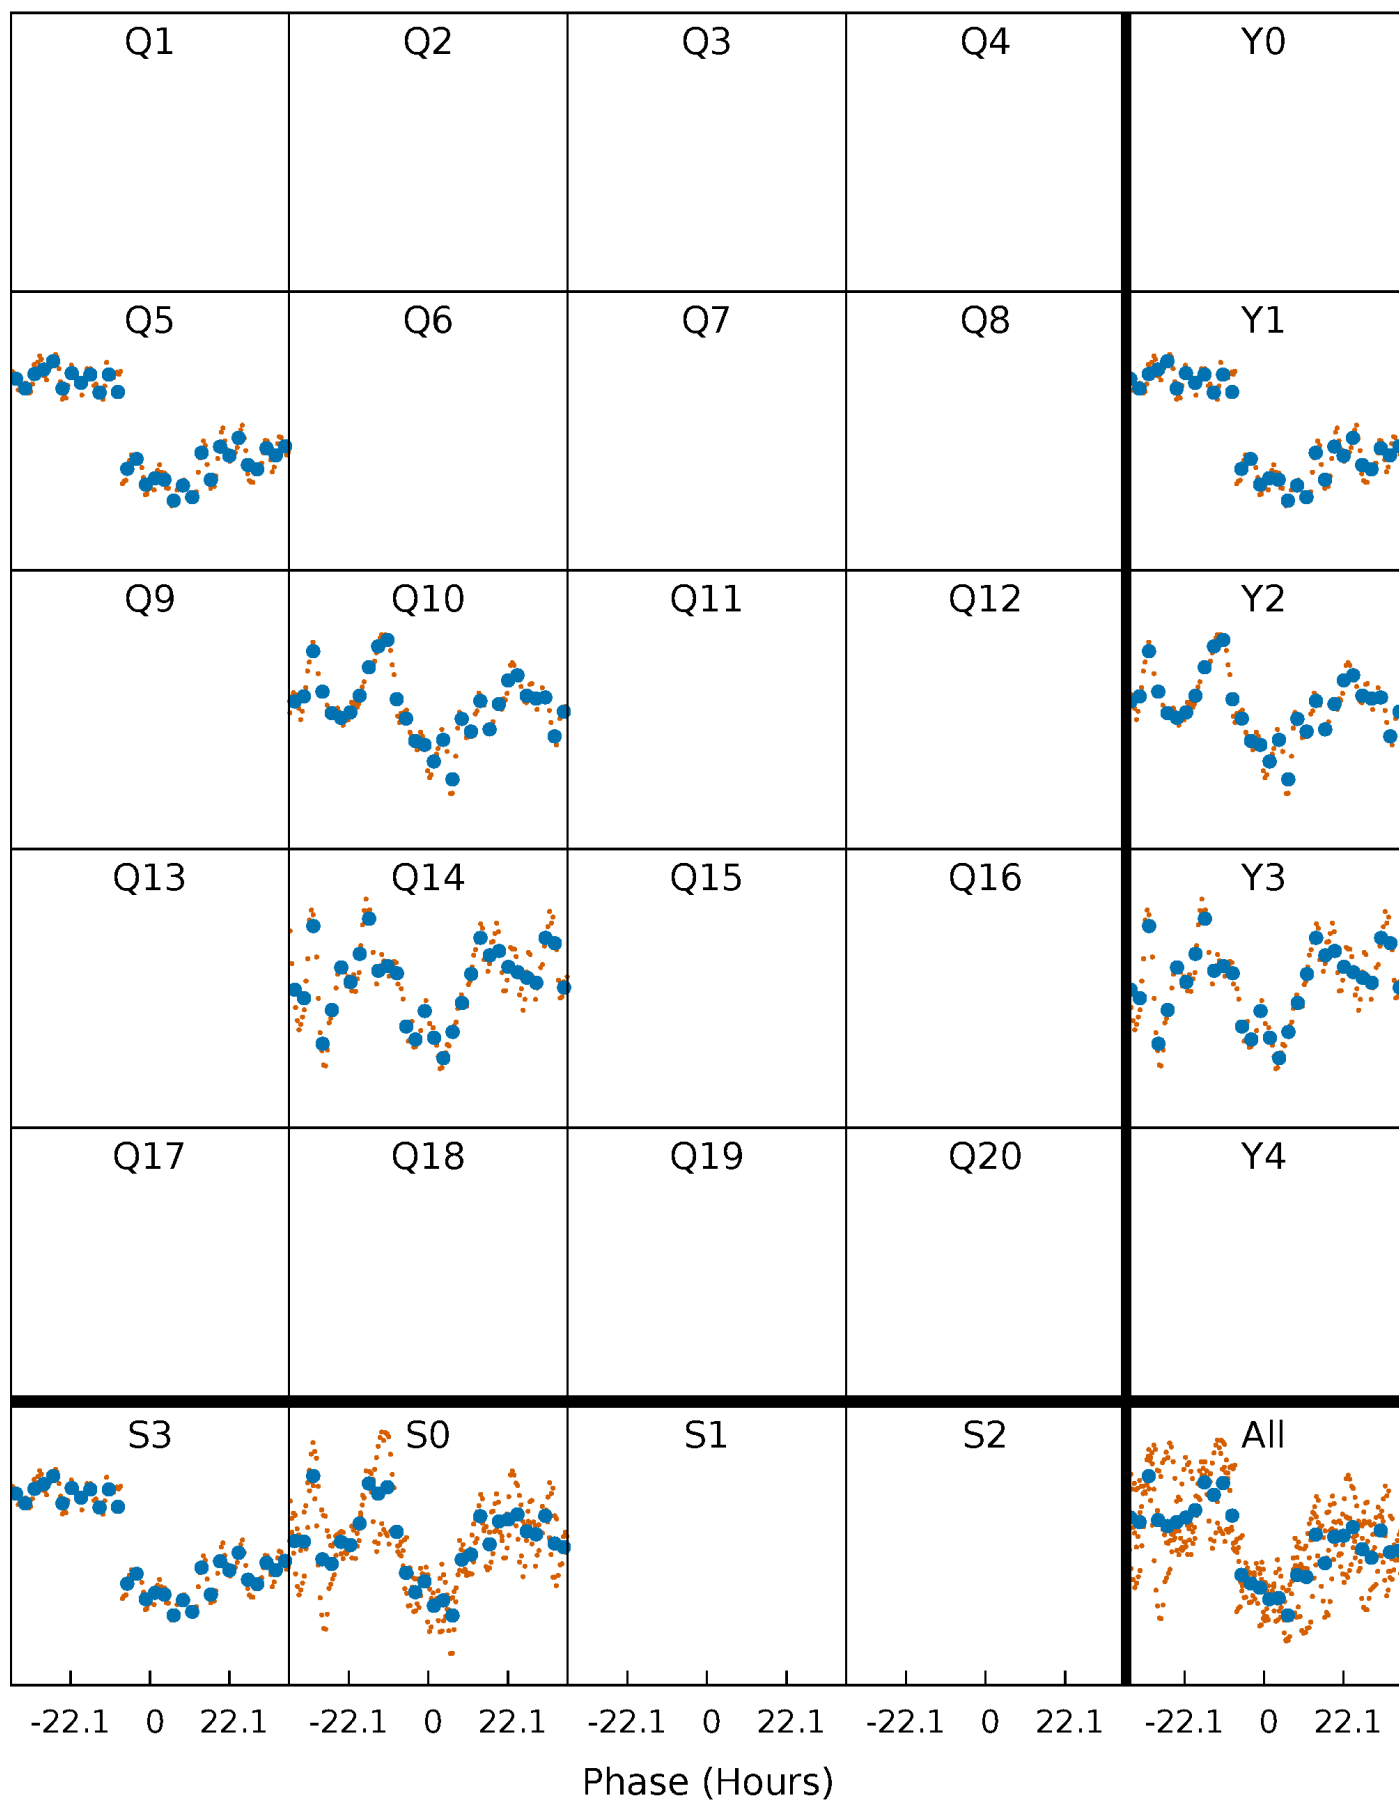 Q1 Q2 Q3 Q4 Y0
Q5 Q6 Q7 Q8 Y1
Q9 Q10 Q11 Q12 Y2
Q13 Q14 Q15 Q16 Y3
Q17 Q18 Q19 Q20 Y4
S3 S0 S1 S2 All
-22.1 0 22.1 -22.1 0 22.1 -22.1 0 22.1 -22.1 0 22.1 -22.1 0 22.1
Phase (Hours)